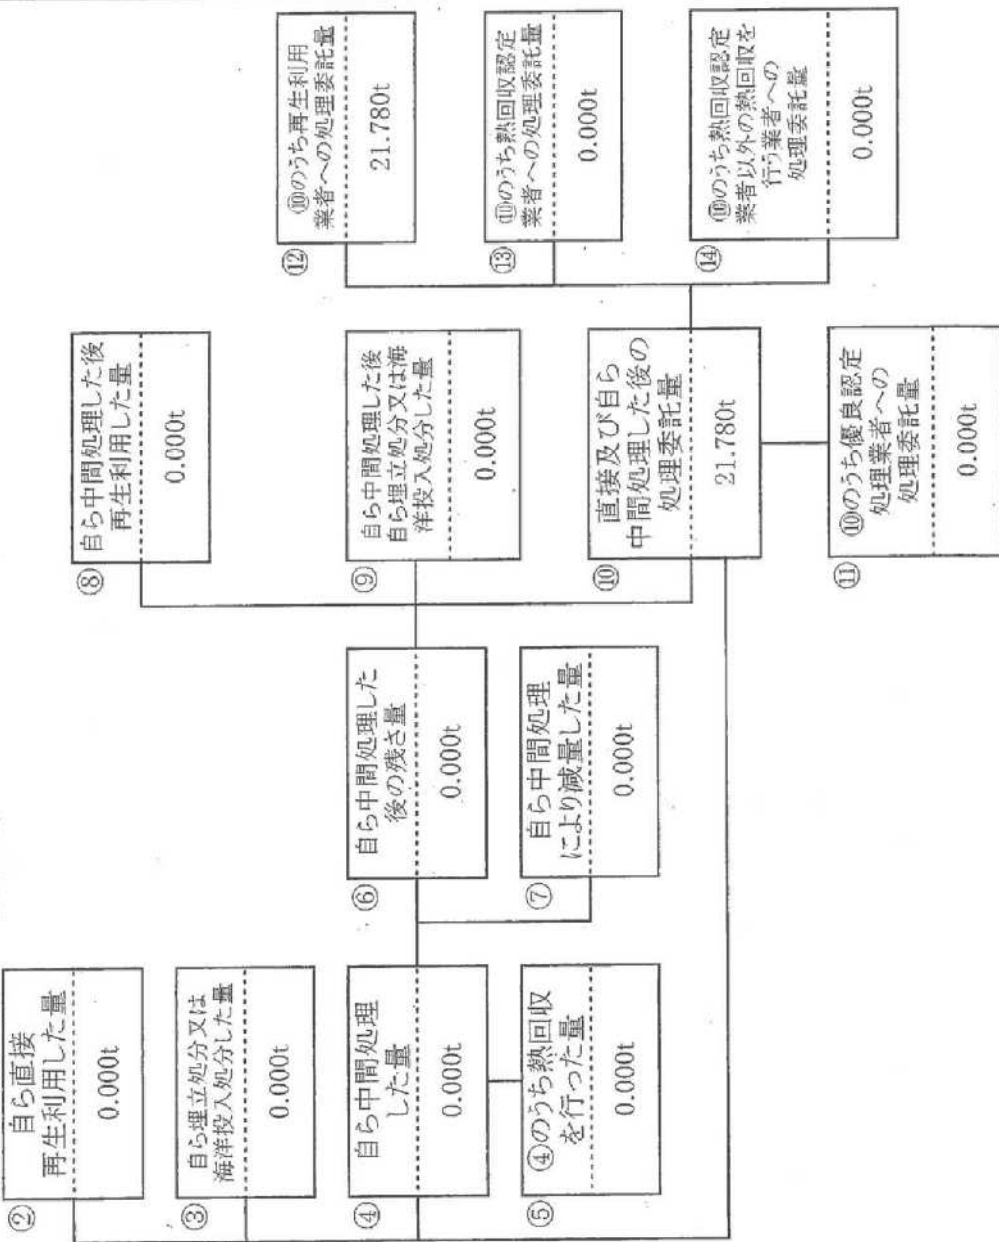 ②
自ら直接
再生利用した量
0.000t
③
自ら埋立処分又は
海洋投入処分した量
0.000t
④
自ら中間処理
した量
0.000t
⑤
④のうち熱回収
を行った量
0.000t
⑥
自ら中間処理した
後の残さ量
0.000t
⑦
自ら中間処理
により減量した量
0.000t
⑧
自ら中間処理した後
再生利用した量
0.000t
⑨
自ら中間処理した後
自ら埋立処分又は海
洋投入処分した量
0.000t
⑩
直接及び自ら
中間処理した後の
処理委託量
21.780t
⑪
⑩のうち優良認定
処理業者への
処理委託量
0.000t
⑫
⑩のうち再生利用
業者への処理委託量
21.780t
⑬
⑪のうち熱回収認定
業者への処理委託量
0.000t
⑭
⑩のうち熱回収認定
業者以外の熱回収を
行う業者への
処理委託量
0.000t